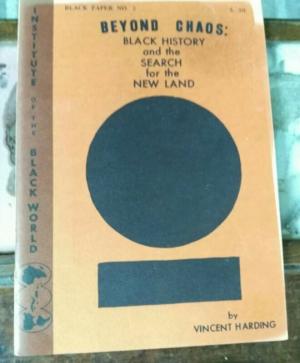 BLACK PAPER NO. 2
$.50
BEYOND CHAOS:
BLACK HISTORY
and the
SEARCH
for the
NEW LAND
INSTITUTE OF THE BLACK WORLD
by
VINCENT HARDING